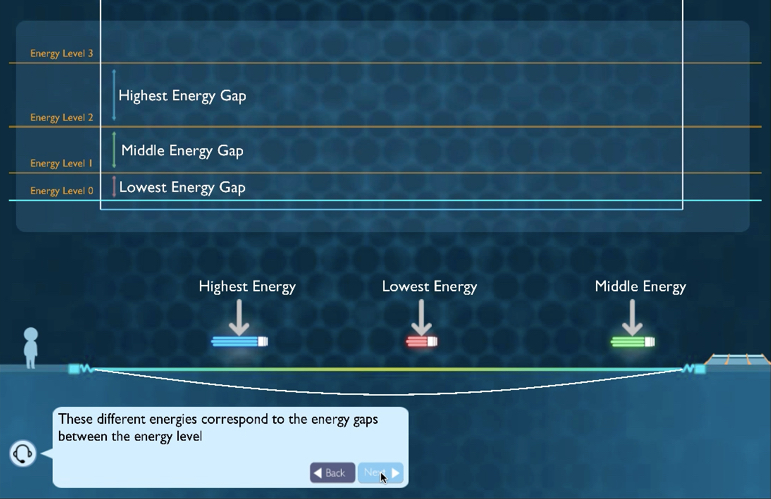 Energy Level 3
Highest Energy Gap
Energy Level 2
Middle Energy Gap
Energy Level 1
Lowest Energy Gap
Energy Level 0
Highest Energy
Lowest Energy
Middle Energy
These different energies correspond to the energy gaps
between the energy level
Back
Next